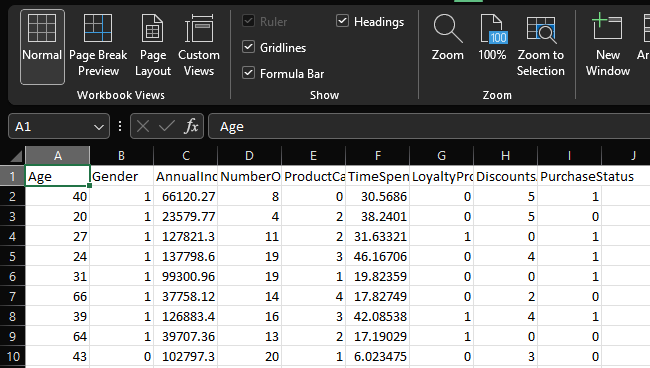 Ruler Headings
Gridlines
Formula Bar
100
Normal Page Break Preview Page Layout Custom Views Zoom 100% Zoom to Selection New Window Ar
Workbook Views Show Zoom
A1 fx Age
A B C D E F G H I J
1 Age Gender AnnualInc NumberO ProductCa TimeSpen LoyaltyPro Discounts PurchaseStatus
2 40 1 66120.27 8 0 30.5686 0 5 1
3 20 1 23579.77 4 2 38.2401 0 5 0
4 27 1 127821.3 11 2 31.63321 1 0 1
5 24 1 137798.6 19 3 46.16706 0 4 1
6 31 1 99300.96 19 1 19.82359 0 0 1
7 66 1 37758.12 14 4 17.82749 0 2 0
8 39 1 126883.4 16 3 42.08538 1 4 1
9 64 1 39707.36 13 2 17.19029 1 0 0
10 43 0 102797.3 20 1 6.023475 0 3 0